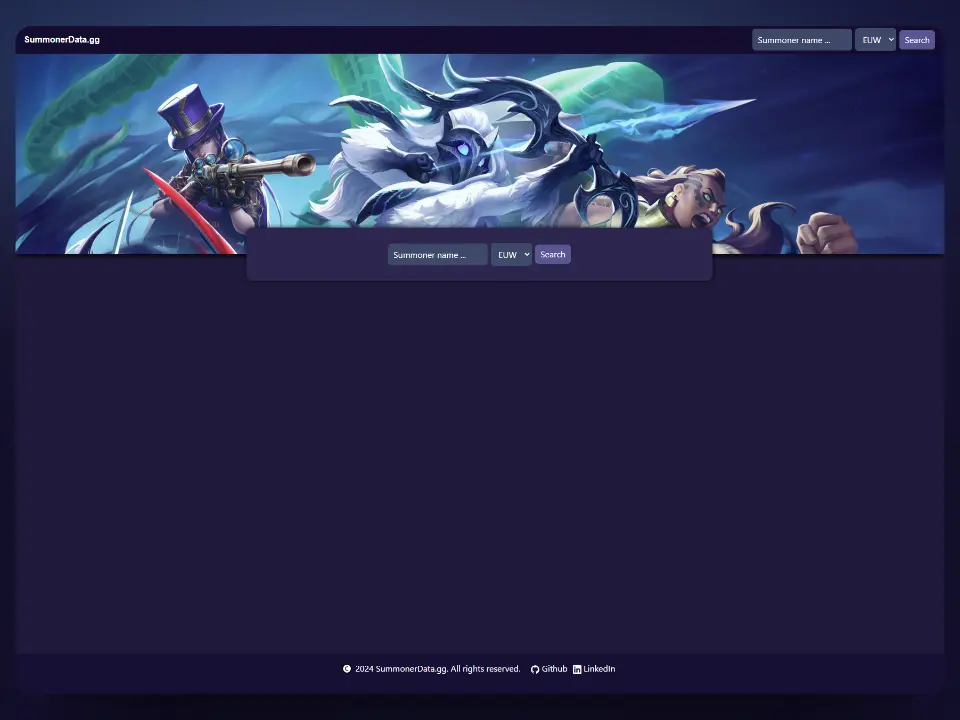 SummonerData.gg
Summoner name ... EUW Search
Summoner name ... EUW Search
2024 SummonerData.gg. All rights reserved. Github LinkedIn